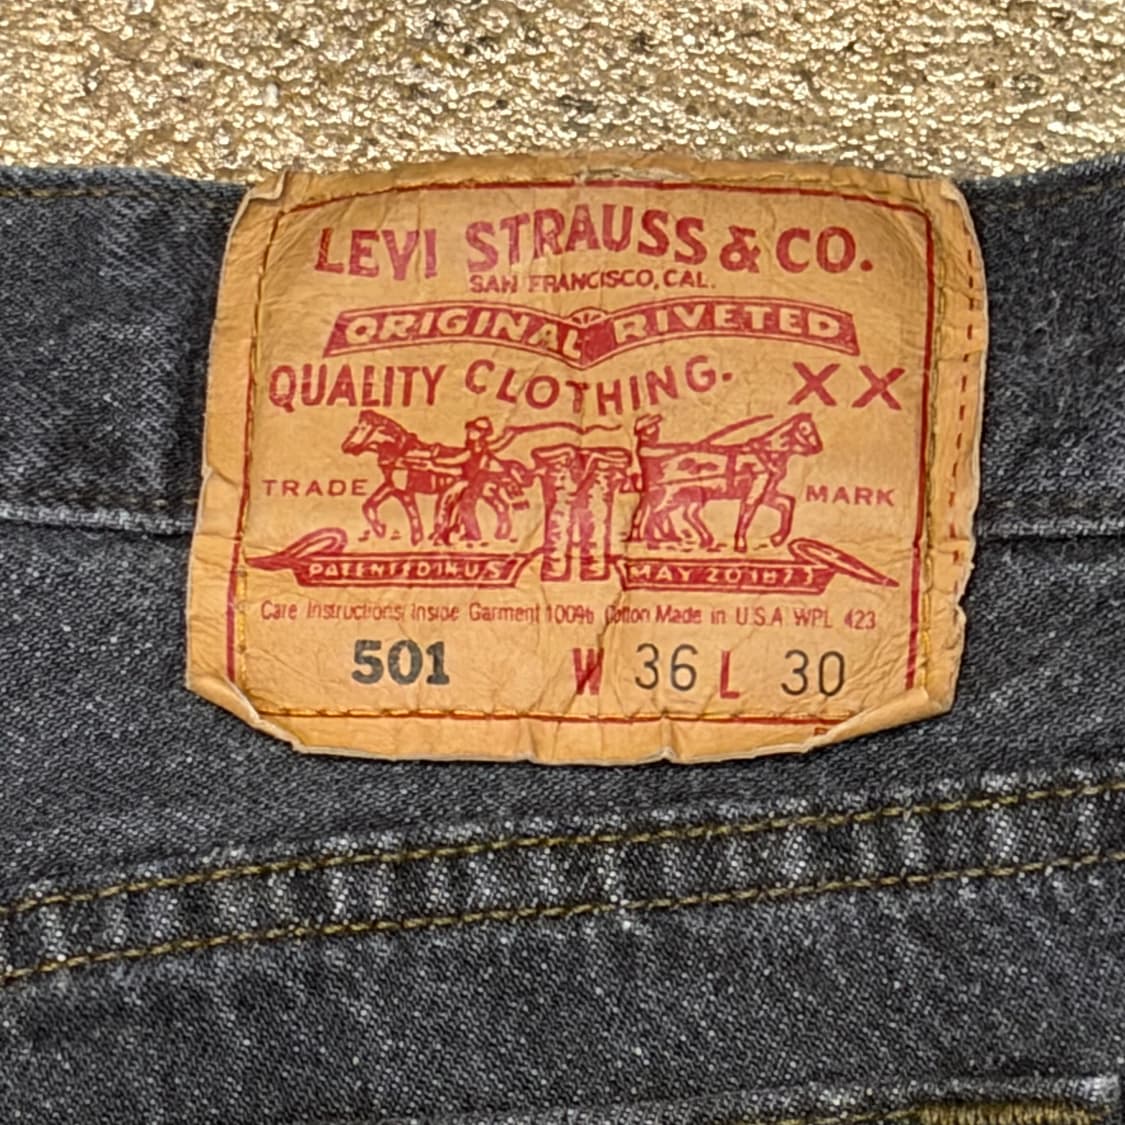 LEVI STRAUSS & CO.
SAN FRANCISCO, CAL.
ORIGINAL RIVETED
QUALITY CLOTHING. XX
TRADE MARK
PATENTED IN U S MAY 20 1873
Care Instructions Inside Garment 100% Cotton Made in U.S.A. WPL 423
501 W 36 L 30